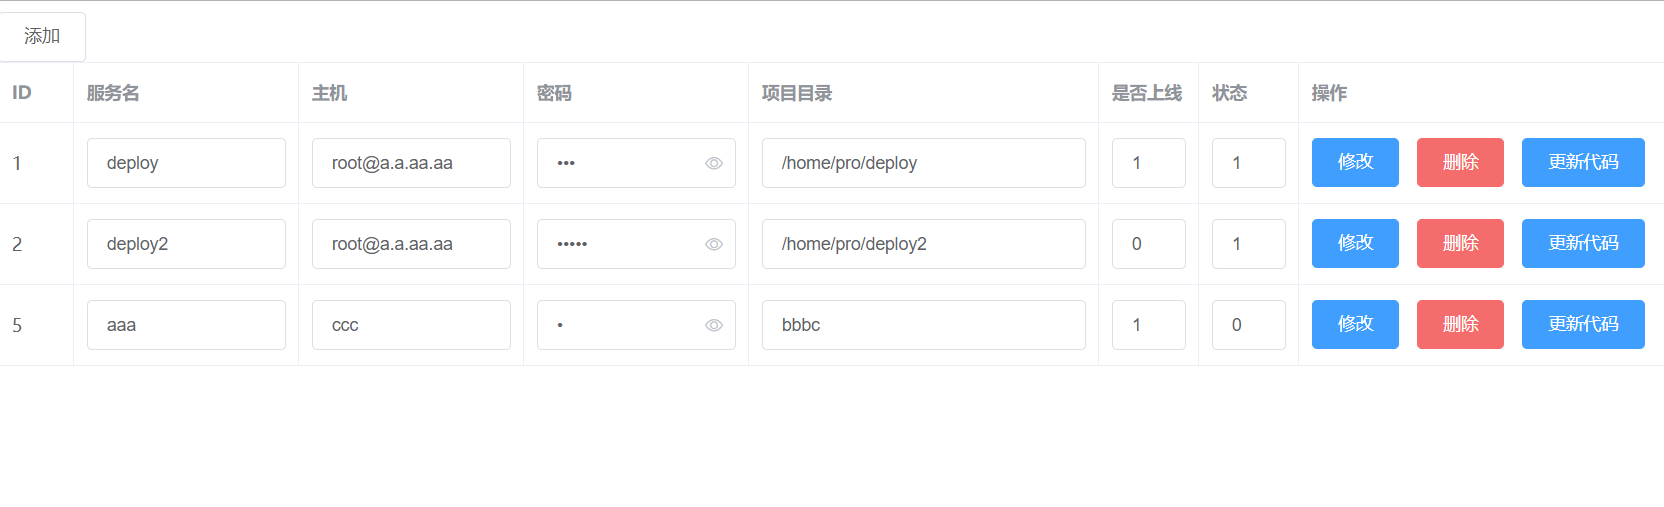 添加
ID 服务名 主机 密码 项目目录 是否上线 状态 操作
1 deploy root@a.a.aa.aa ••• /home/pro/deploy 1 1 修改 删除 更新代码
2 deploy2 root@a.a.aa.aa ••••• /home/pro/deploy2 0 1 修改 删除 更新代码
5 aaa ccc • bbbc 1 0 修改 删除 更新代码